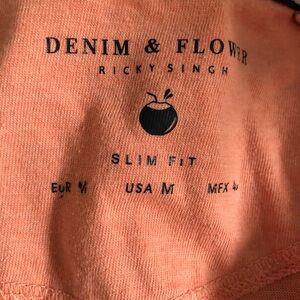 DENIM & FLOWER
RICKY SINGH
SLIM FIT
EUR USA M MEX